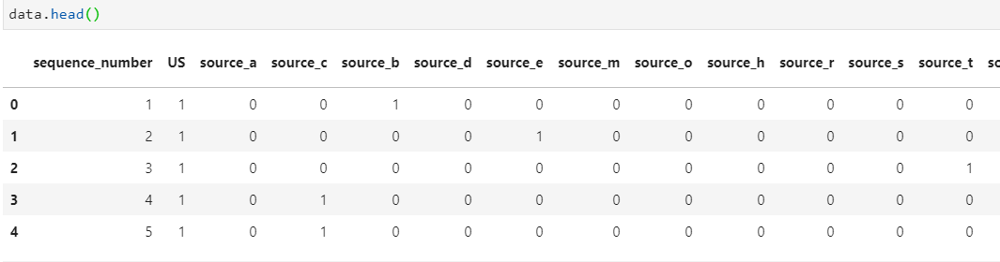 data.head()
sequence_number US source_a source_c source_b source_d source_e source_m source_o source_h source_r source_s source_t so
0 1 1 0 0 1 0 0 0 0 0 0 0 0
1 2 1 0 0 0 0 1 0 0 0 0 0 0
2 3 1 0 0 0 0 0 0 0 0 0 0 1
3 4 1 0 1 0 0 0 0 0 0 0 0 0
4 5 1 0 1 0 0 0 0 0 0 0 0 0